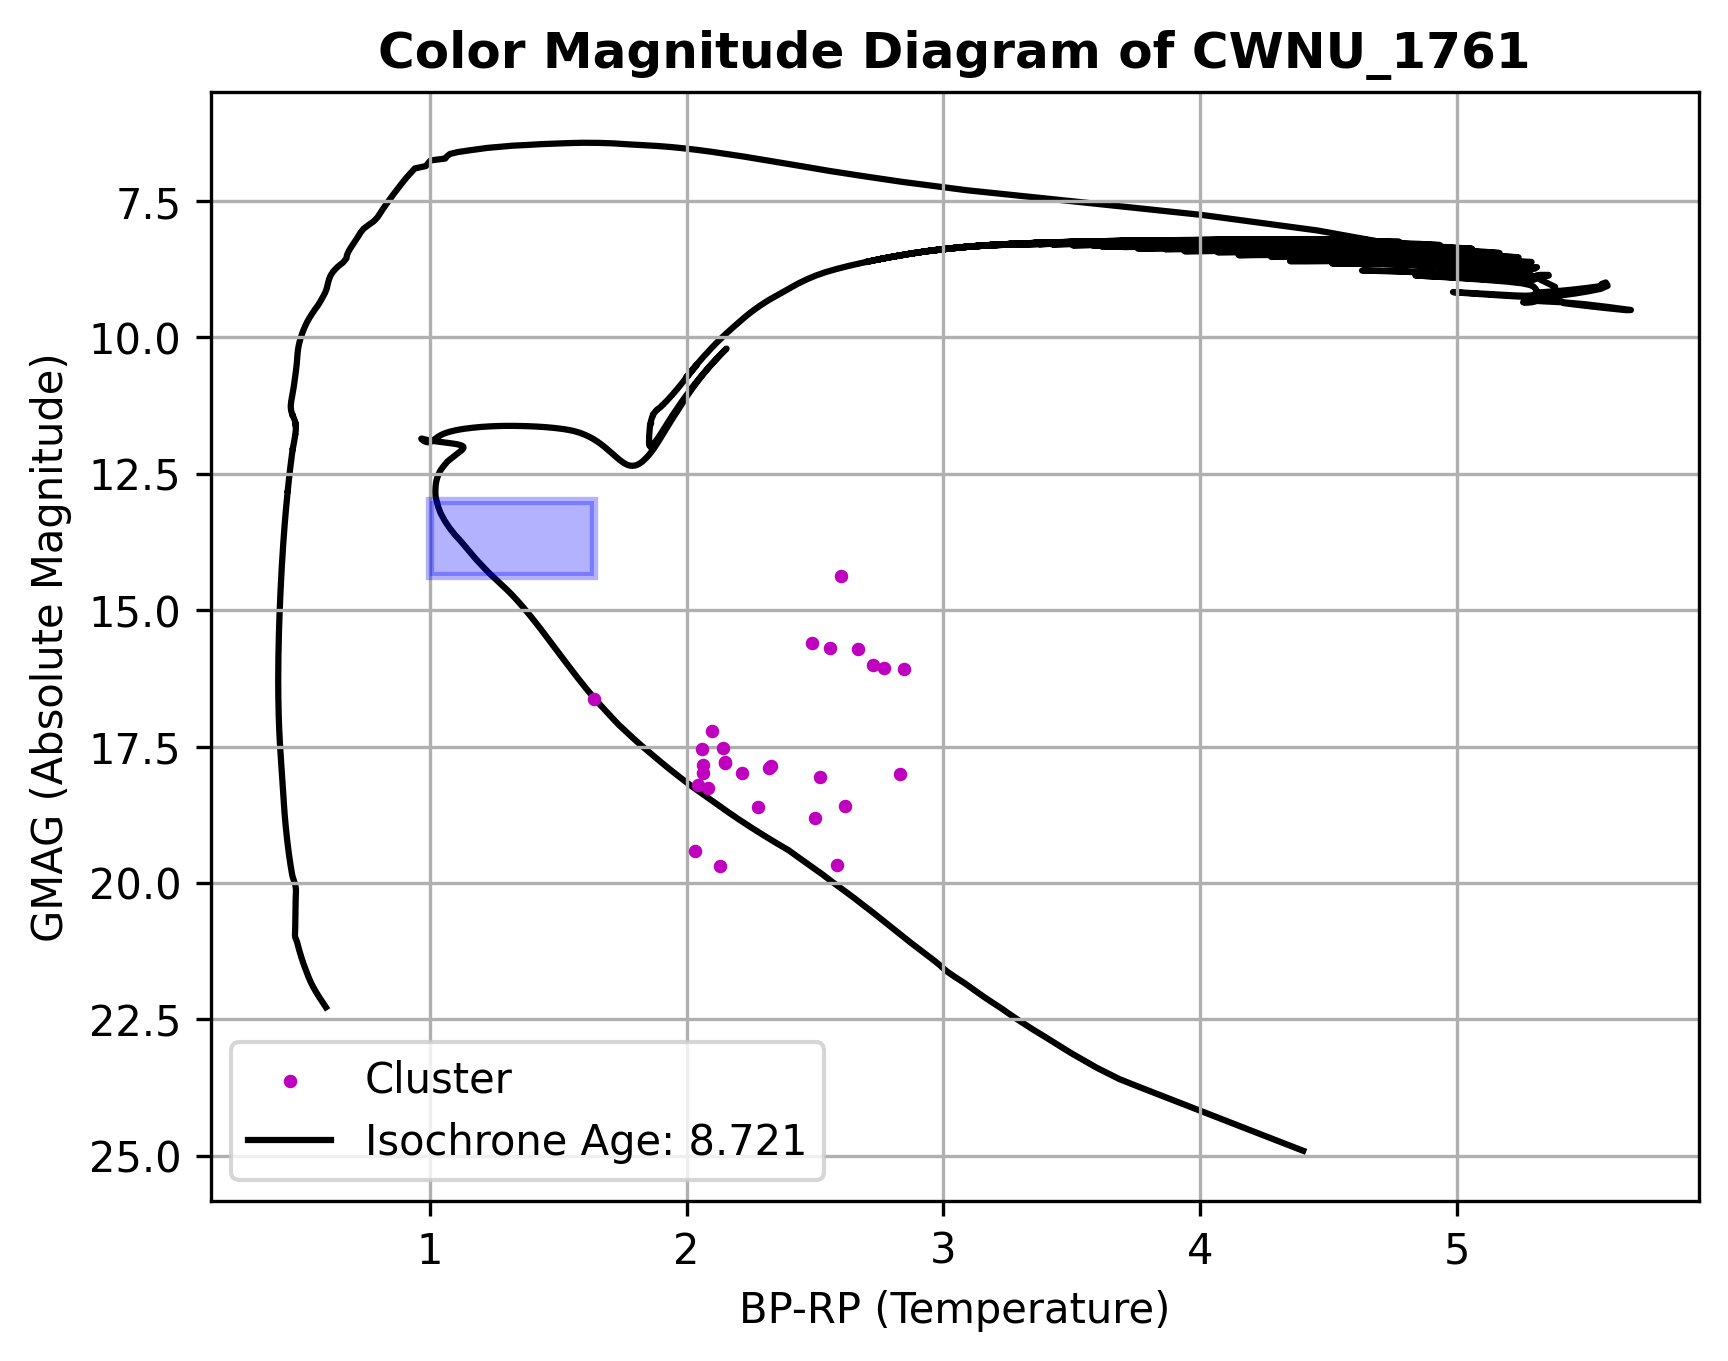 Color Magnitude Diagram of CWNU_1761
GMAG (Absolute Magnitude)
7.5
10.0
12.5
15.0
17.5
20.0
22.5
25.0
Cluster
Isochrone Age: 8.721
1 2 3 4 5
BP-RP (Temperature)